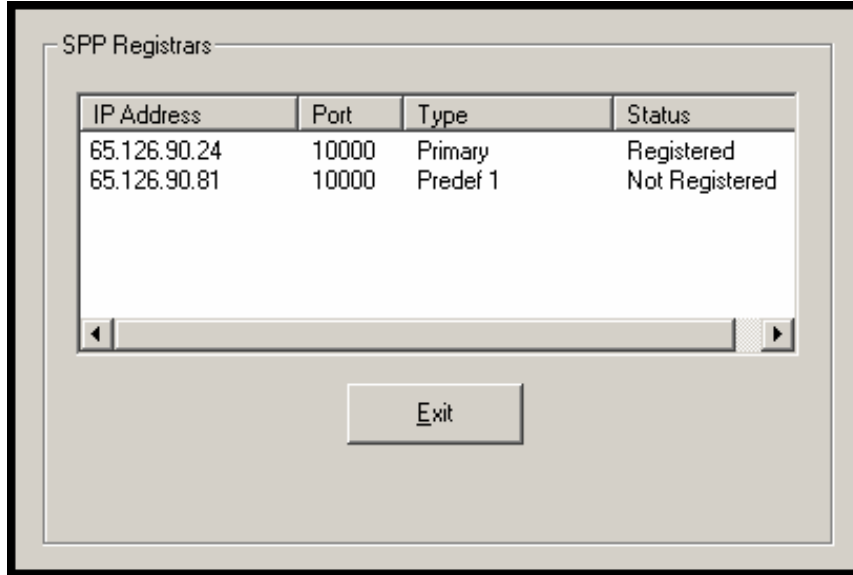 SPP Registrars
IP Address Port Type Status
65.126.90.24 10000 Primary Registered
65.126.90.81 10000 Predef 1 Not Registered
Exit